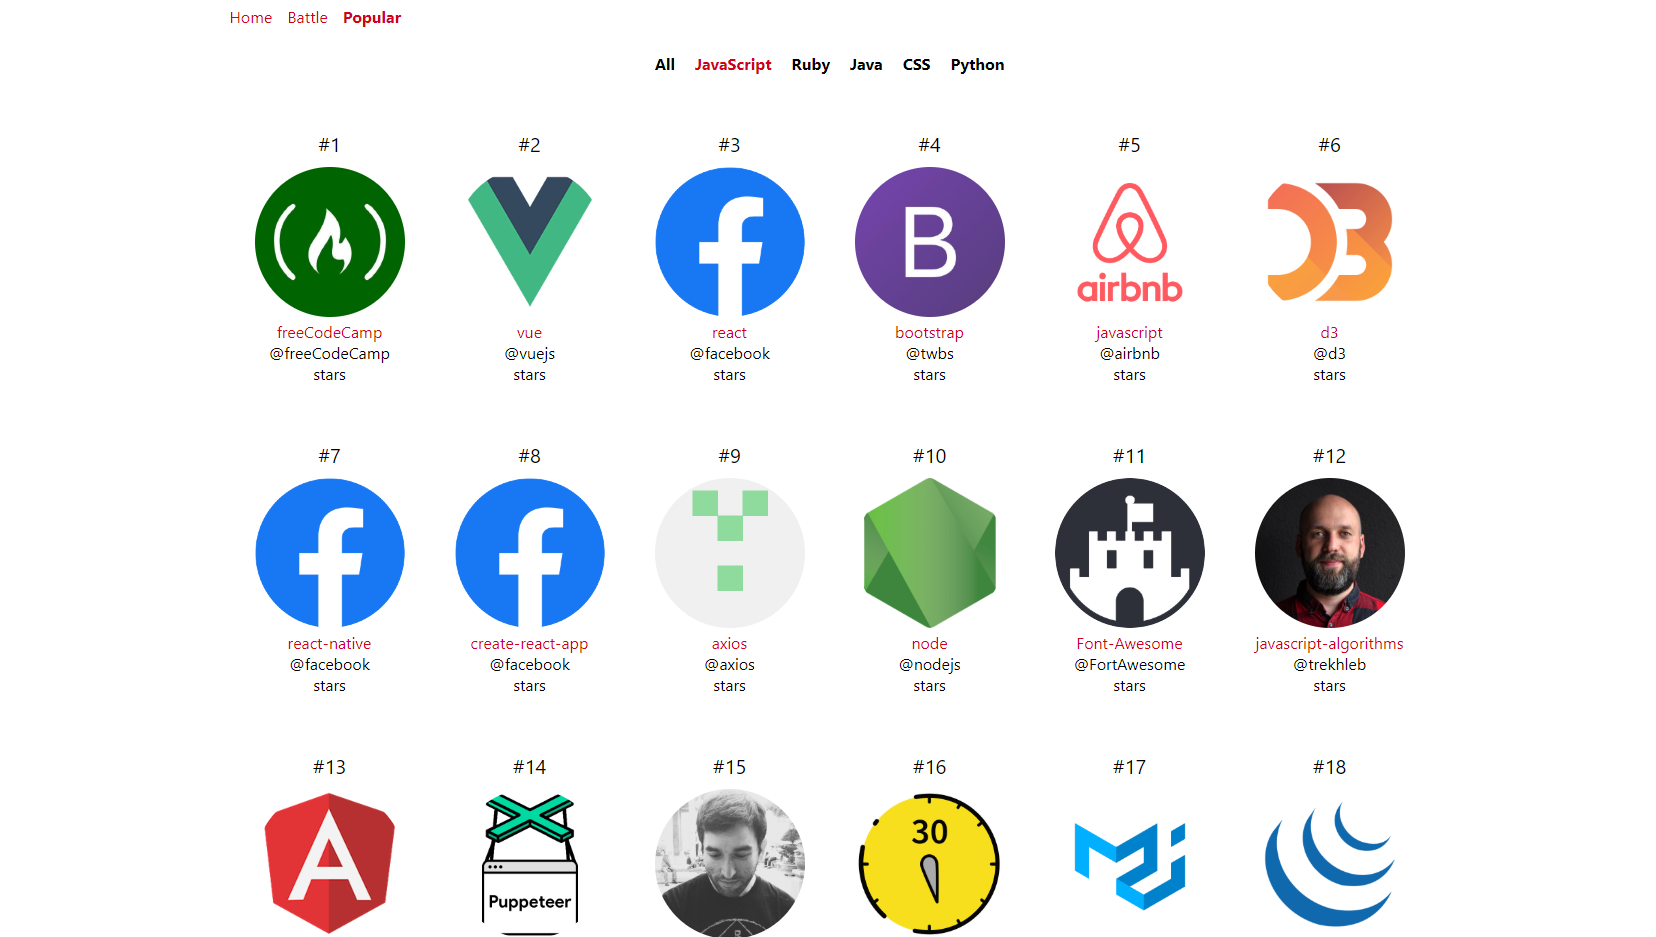 Home Battle Popular
All JavaScript Ruby Java CSS Python
#1 #2 #3 #4 #5 #6
B
airbnb
freeCodeCamp vue react bootstrap javascript d3
@freeCodeCamp @vuejs @facebook @twbs @airbnb @d3
stars stars stars stars stars stars
#7 #8 #9 #10 #11 #12
react-native create-react-app axios node Font-Awesome javascript-algorithms
@facebook @facebook @axios @nodejs @FortAwesome @trekhleb
stars stars stars stars stars stars
#13 #14 #15 #16 #17 #18
30
A
Puppeteer